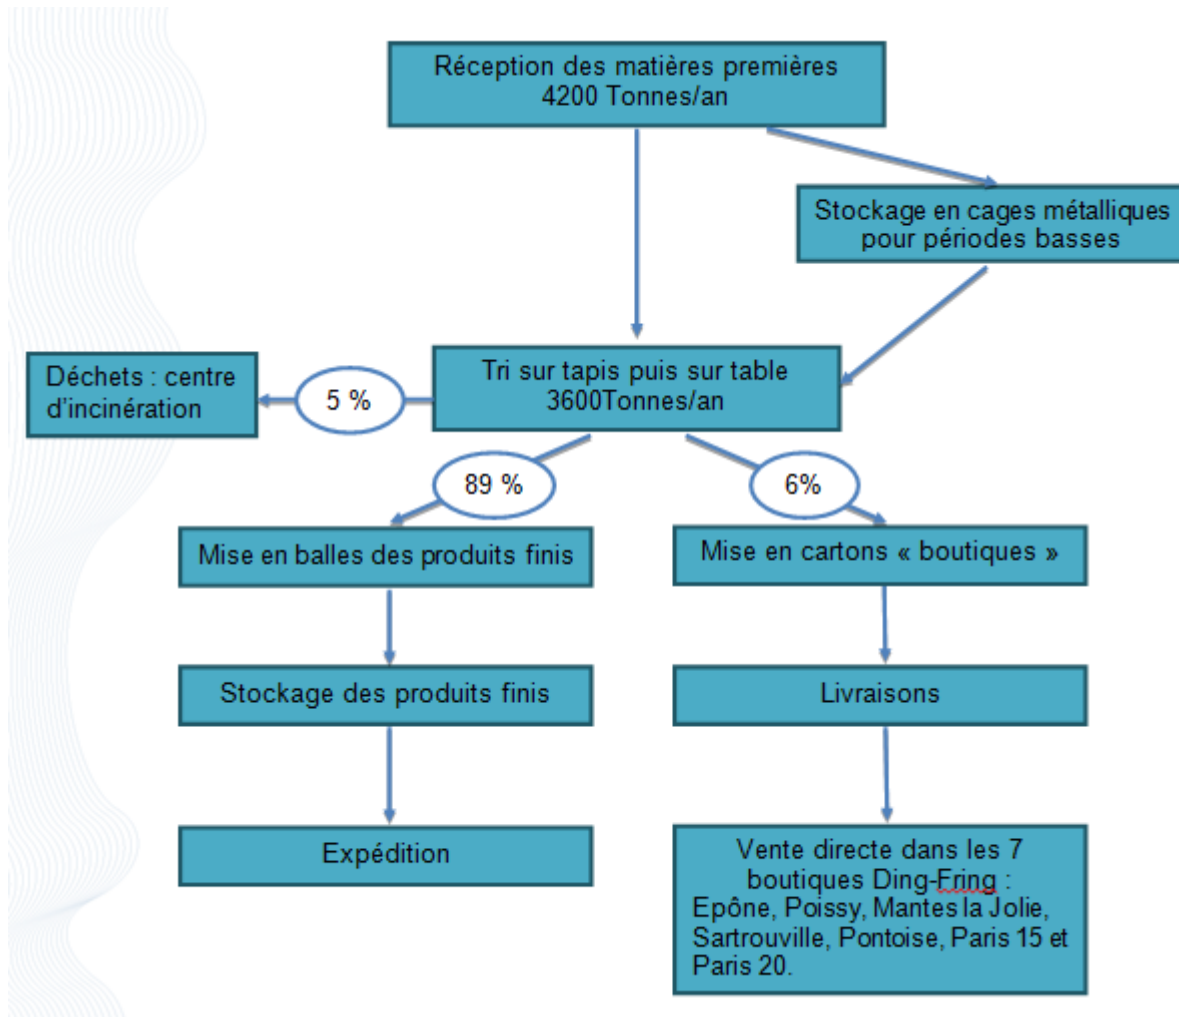 Réception des matières premières
4200 Tonnes/an
Stockage en cages métalliques
pour périodes basses
Tri sur tapis puis sur table
3600Tonnes/an
Déchets : centre
d'incinération
5 %
89 %
6%
Mise en balles des produits finis
Mise en cartons « boutiques »
Stockage des produits finis
Livraisons
Expédition
Vente directe dans les 7
boutiques Ding-Fring :
Epône, Poissy, Mantes la Jolie,
Sartrouville, Pontoise, Paris 15 et
Paris 20.